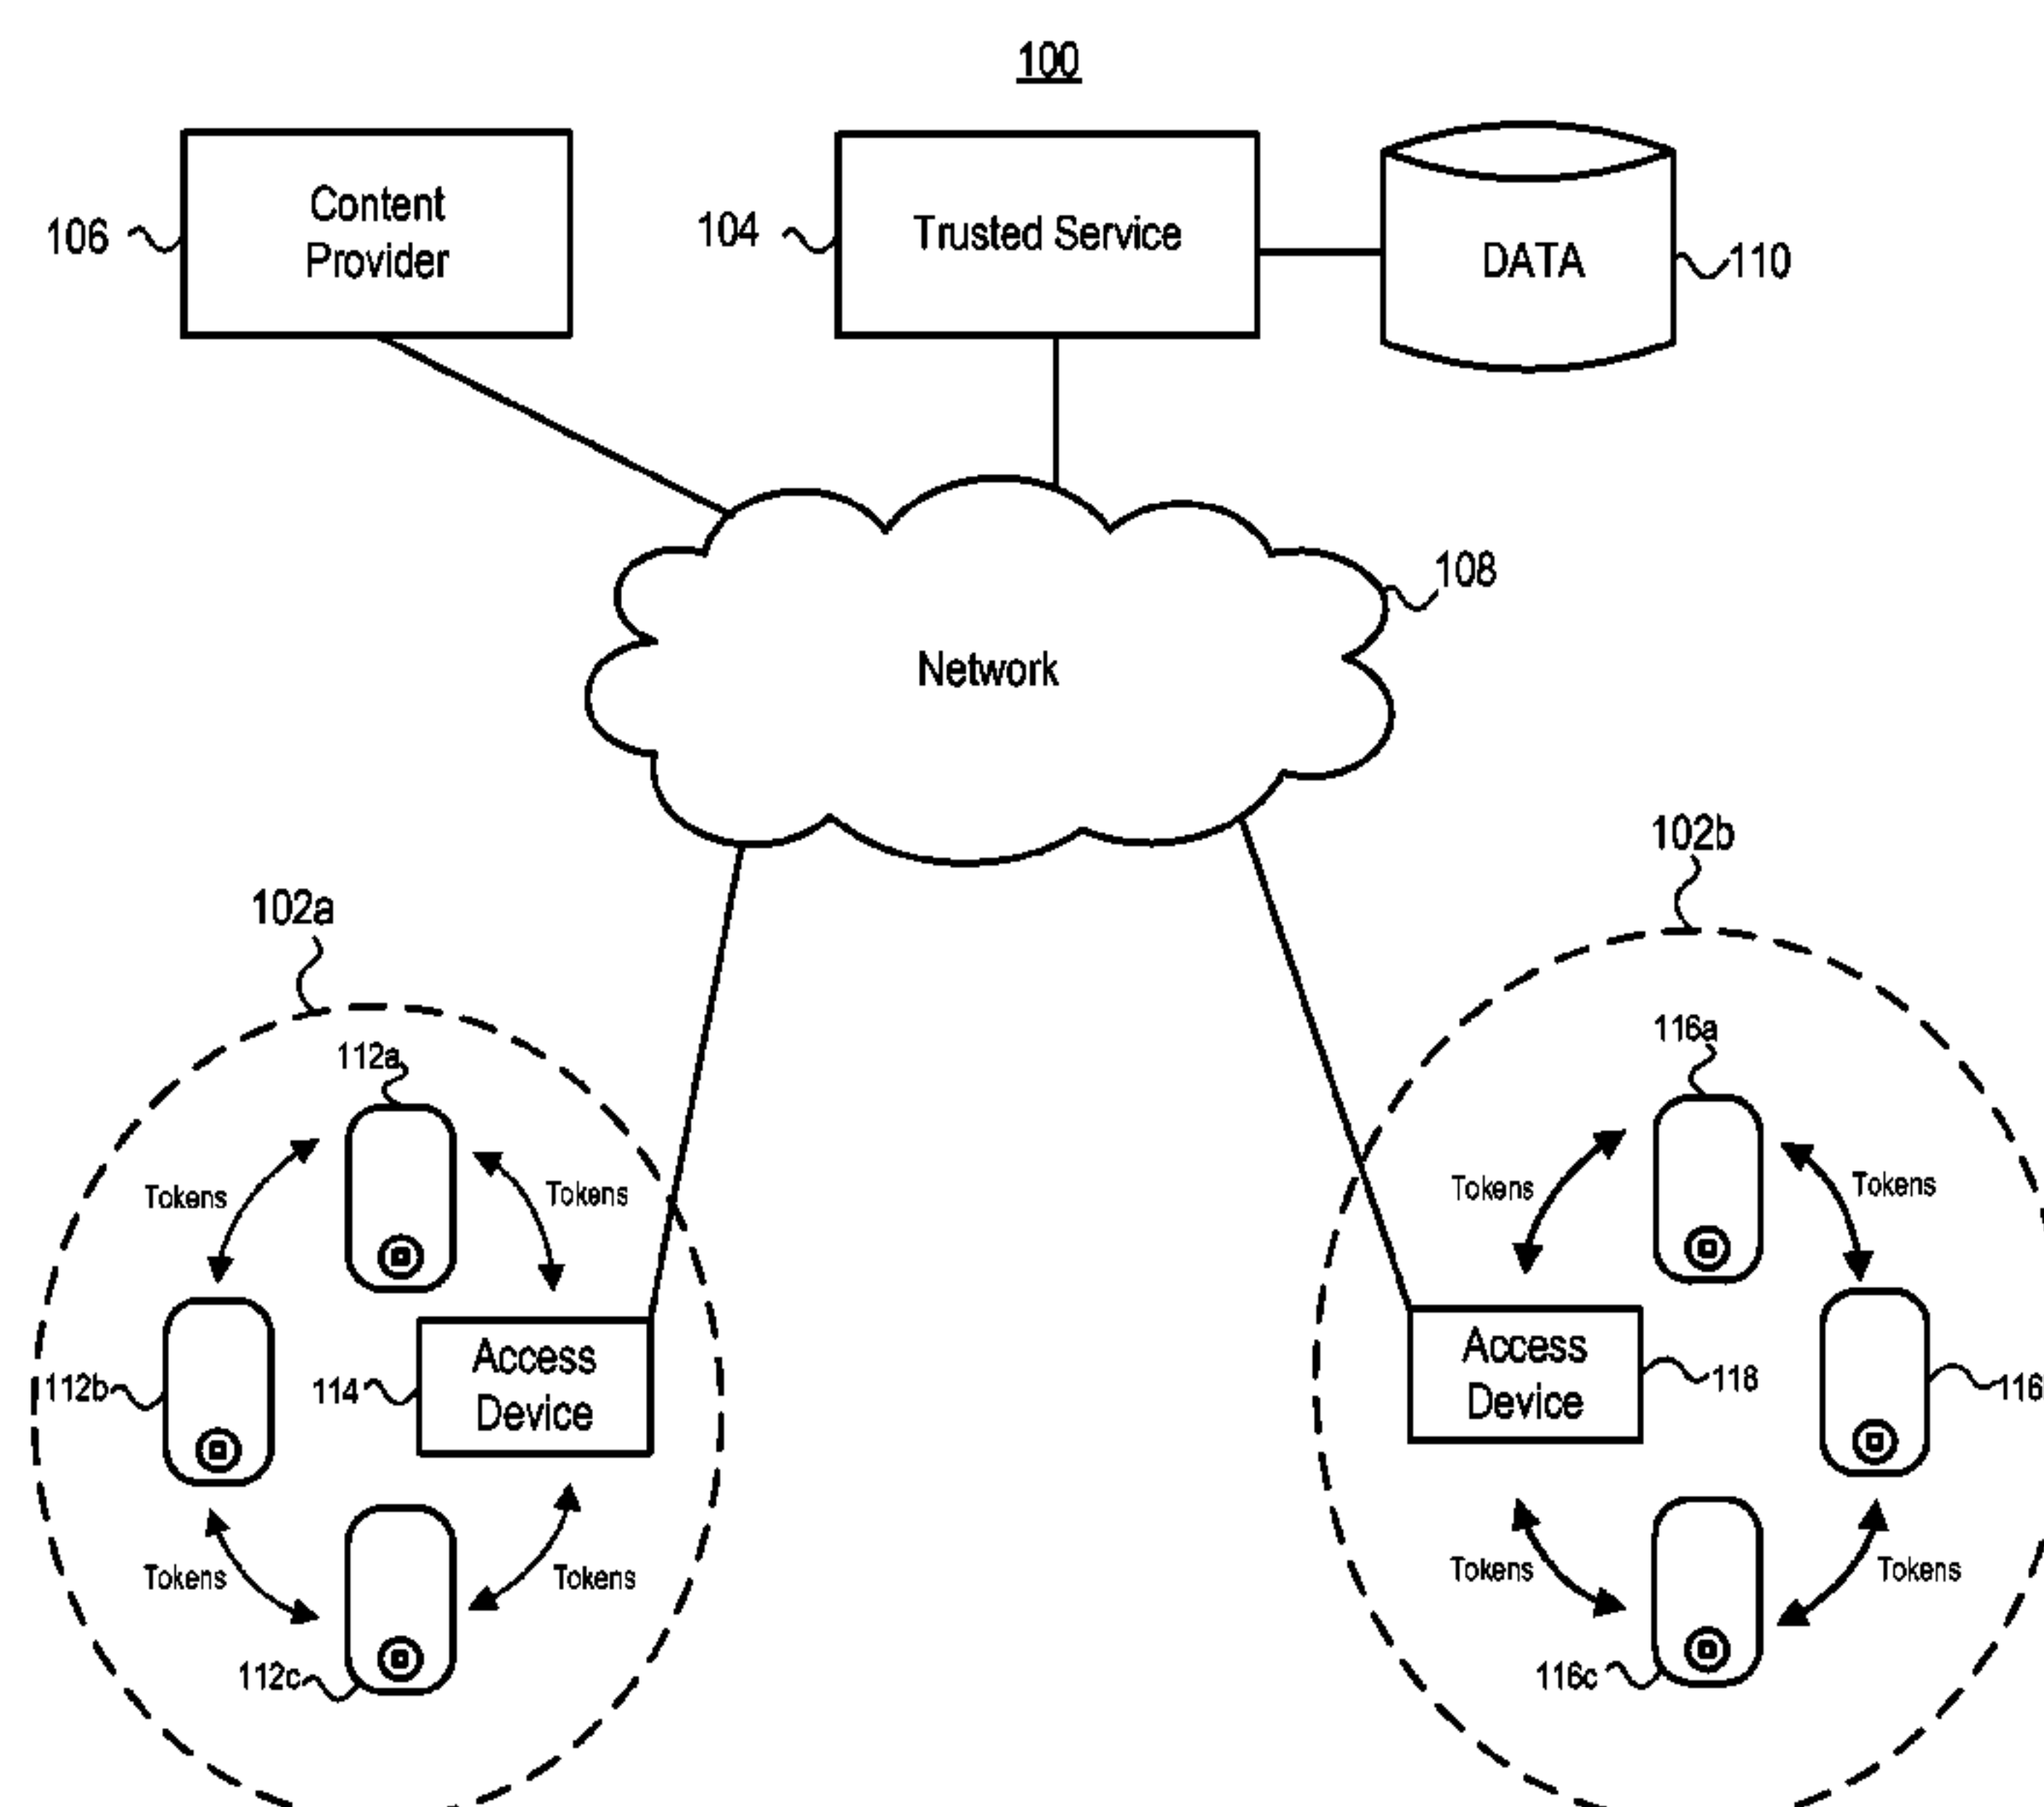 100
Content
Provider
106
Trusted Service
104
DATA
110
Network
108
102a
102b
112a
116a
Tokens
Tokens
Tokens
Tokens
Access
Device
112b
114
Access
Device
118
116
Tokens
Tokens
Tokens
Tokens
112c
116c